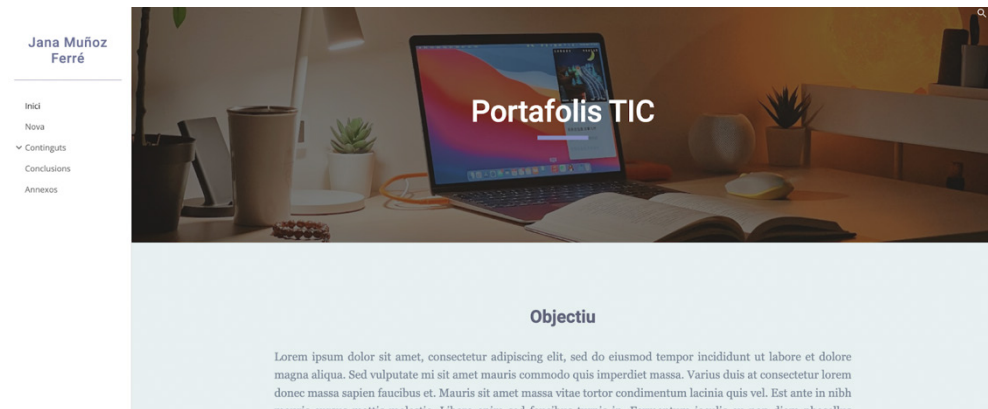 Jana Muñoz
Ferré
Inici
Nova
Continguts
Conclusions
Annexos
Portafolis TIC
Objectiu
Lorem ipsum dolor sit amet, consectetur adipiscing elit, sed do eiusmod tempor incididunt ut labore et dolore
magna aliqua. Sed vulputate mi sit amet mauris commodo quis imperdiet massa. Varius duis at consectetur lorem
donec massa sapien faucibus et. Mauris sit amet massa vitae tortor condimentum lacinia quis vel. Est ante in nibh